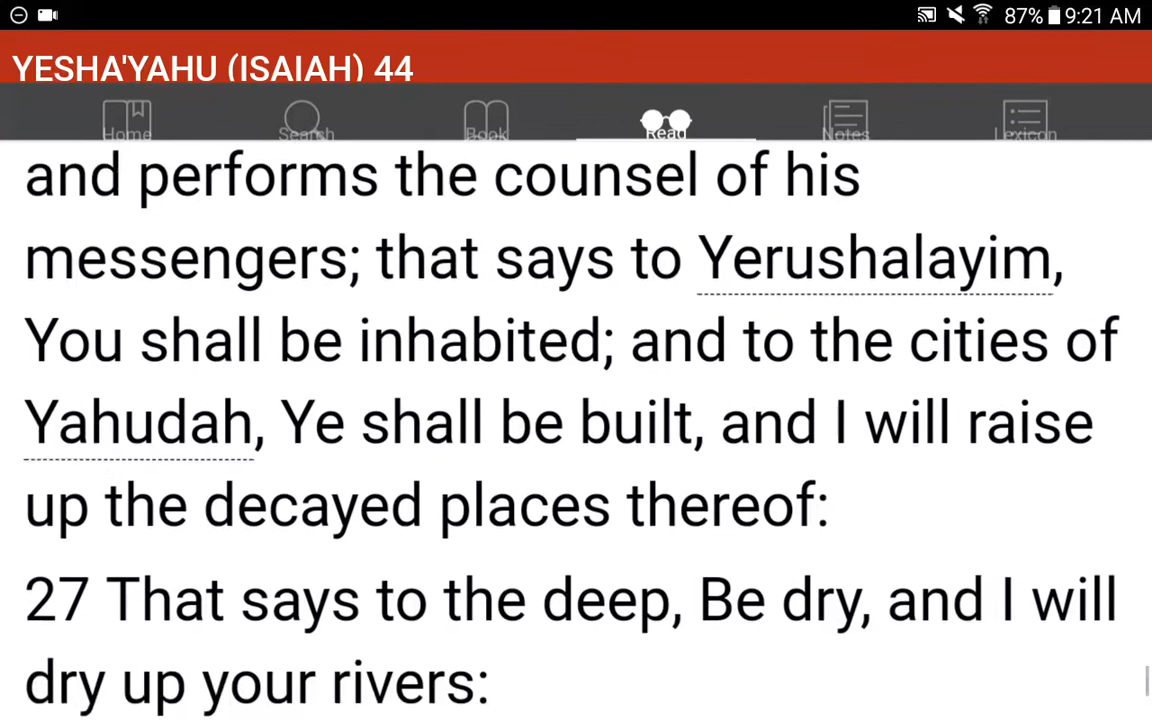 87% 9:21 AM
YESHA'YAHU (ISAIAH) 44
Home Search Book Read Notes Lexicon
and performs the counsel of his
messengers; that says to Yerushalayim,
You shall be inhabited; and to the cities of
Yahudah, Ye shall be built, and I will raise
up the decayed places thereof:
27 That says to the deep, Be dry, and I will
dry up your rivers: